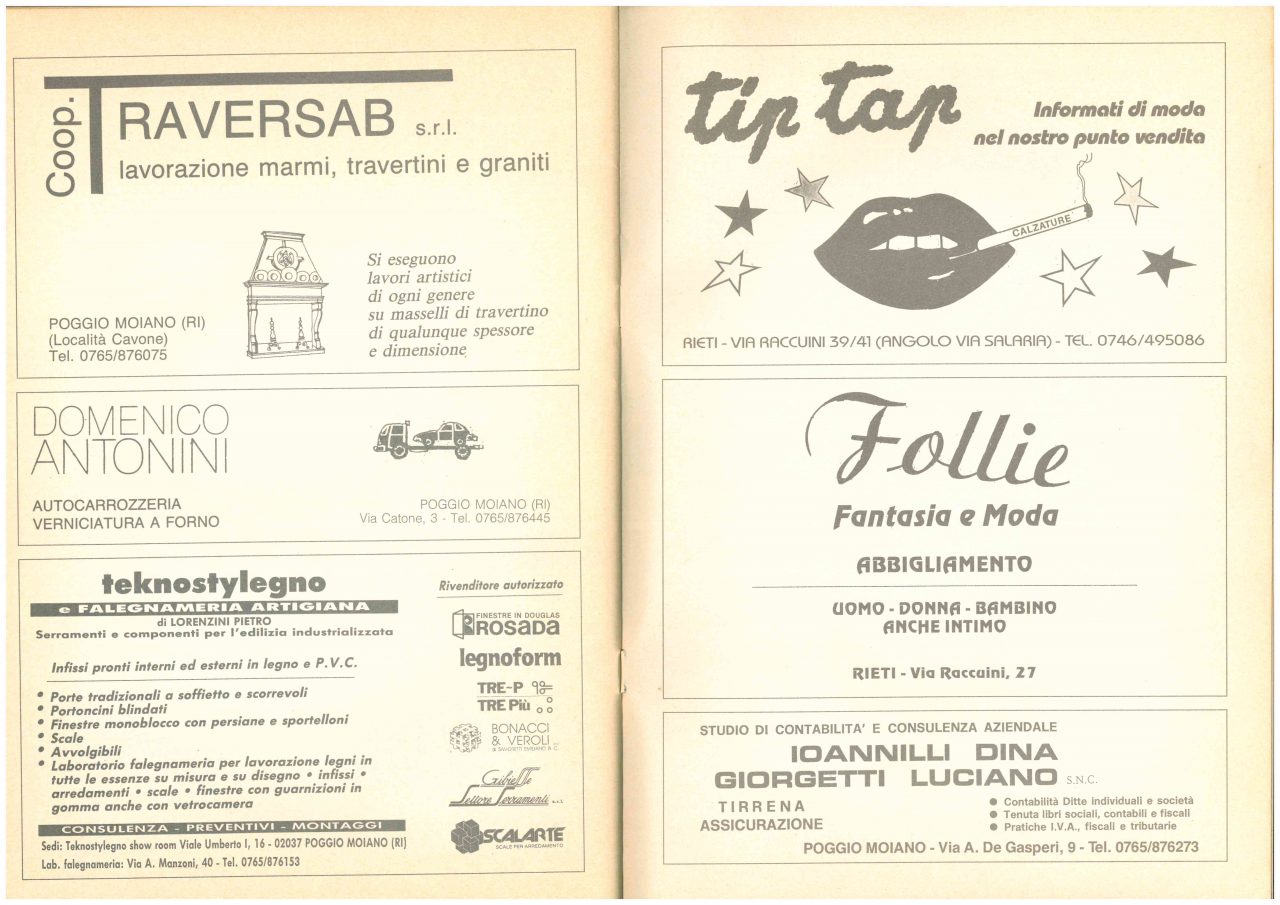 Coop. TRAVERSAB s.r.l.
lavorazione marmi, travertini e graniti
Si eseguono
lavori artistici
di ogni genere
su masselli di travertino
di qualunque spessore
e dimensione
POGGIO MOIANO (RI)
(Località Cavone)
Tel. 0765/876075
DOMENICO
ANTONINI
AUTOCARROZZERIA
VERNICIATURA A FORNO
POGGIO MOIANO (RI)
Via Catone, 3 - Tel. 0765/876445
teknostylegno
e FALEGNAMERIA ARTIGIANA
di LORENZINI PIETRO
Serramenti e componenti per l'edilizia industrializzata
Infissi pronti interni ed esterni in legno e P.V.C.
• Porte tradizionali a soffietto e scorrevoli
• Portoncini blindati
• Finestre monoblocco con persiane e sportelloni
• Scale
• Avvolgibili
• Laboratorio falegnameria per lavorazione legni in
tutte le essenze su misura e su disegno • infissi •
arredamenti • scale • finestre con guarnizioni in
gomma anche con vetrocamera
CONSULENZA - PREVENTIVI - MONTAGGI
Sedi: Teknostylegno show room Viale Umberto I, 16 - 02037 POGGIO MOIANO (RI)
Lab. falegnameria: Via A. Manzoni, 40 - Tel. 0765/876153
Rivenditore autorizzato
FINESTRE IN DOUGLAS
ROSADA
legnoform
TRE-P
TRE Più
BONACCI
& VEROLI
Gibieffe
Settore Serramenti s.r.l.
SCALARTE
SCALE PER ARREDAMENTO
tip tap
Informati di moda
nel nostro punto vendita
CALZATURE
RIETI - VIA RACCUINI 39/41 (ANGOLO VIA SALARIA) - TEL. 0746/495086
Follie
Fantasia e Moda
ABBIGLIAMENTO
UOMO - DONNA - BAMBINO
ANCHE INTIMO
RIETI - Via Raccuini, 27
STUDIO DI CONTABILITA' E CONSULENZA AZIENDALE
IOANNILLI DINA
GIORGETTI LUCIANO S.N.C.
TIRRENA
ASSICURAZIONE
• Contabilità Ditte individuali e società
• Tenuta libri sociali, contabili e fiscali
• Pratiche I.V.A., fiscali e tributarie
POGGIO MOIANO - Via A. De Gasperi, 9 - Tel. 0765/876273